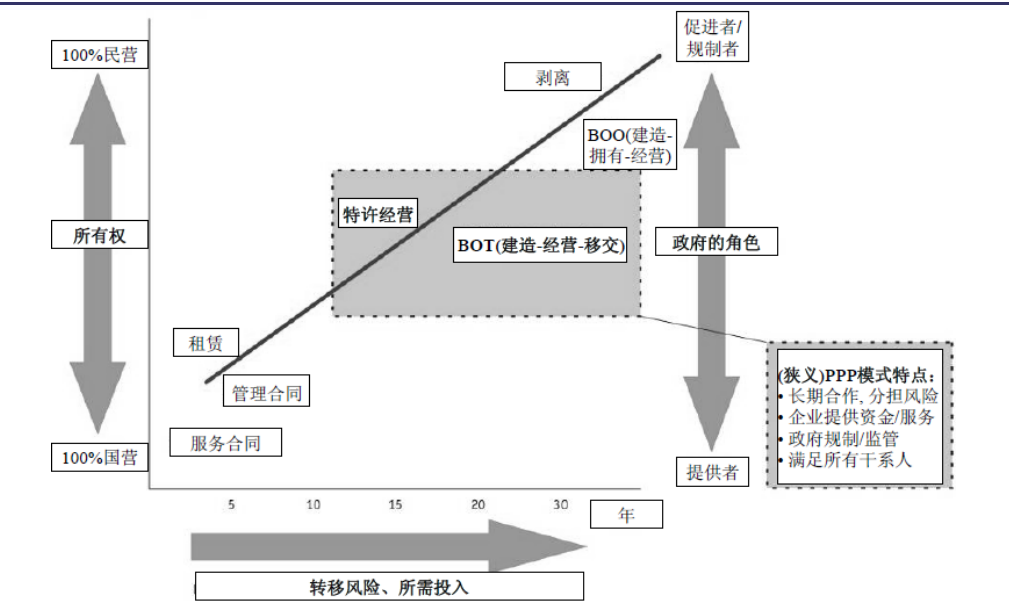 促进者/
规制者
100%民营
剥离
BOO(建造-
拥有-经营)
特许经营
所有权
BOT(建造-经营-移交)
政府的角色
租赁
(狭义)PPP模式特点：
• 长期合作, 分担风险
• 企业提供资金/服务
• 政府规制/监管
• 满足所有干系人
管理合同
服务合同
100%国营
提供者
5 10 15 20 30 年
转移风险、所需投入